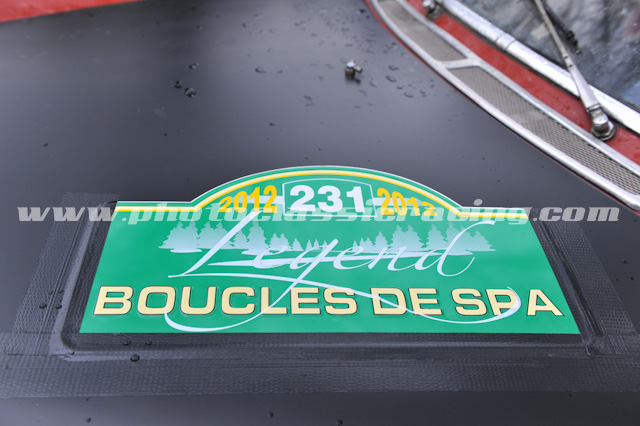 2012 231 2012
www.photoclassicracing.com
Legend
BOUCLES DE SPA